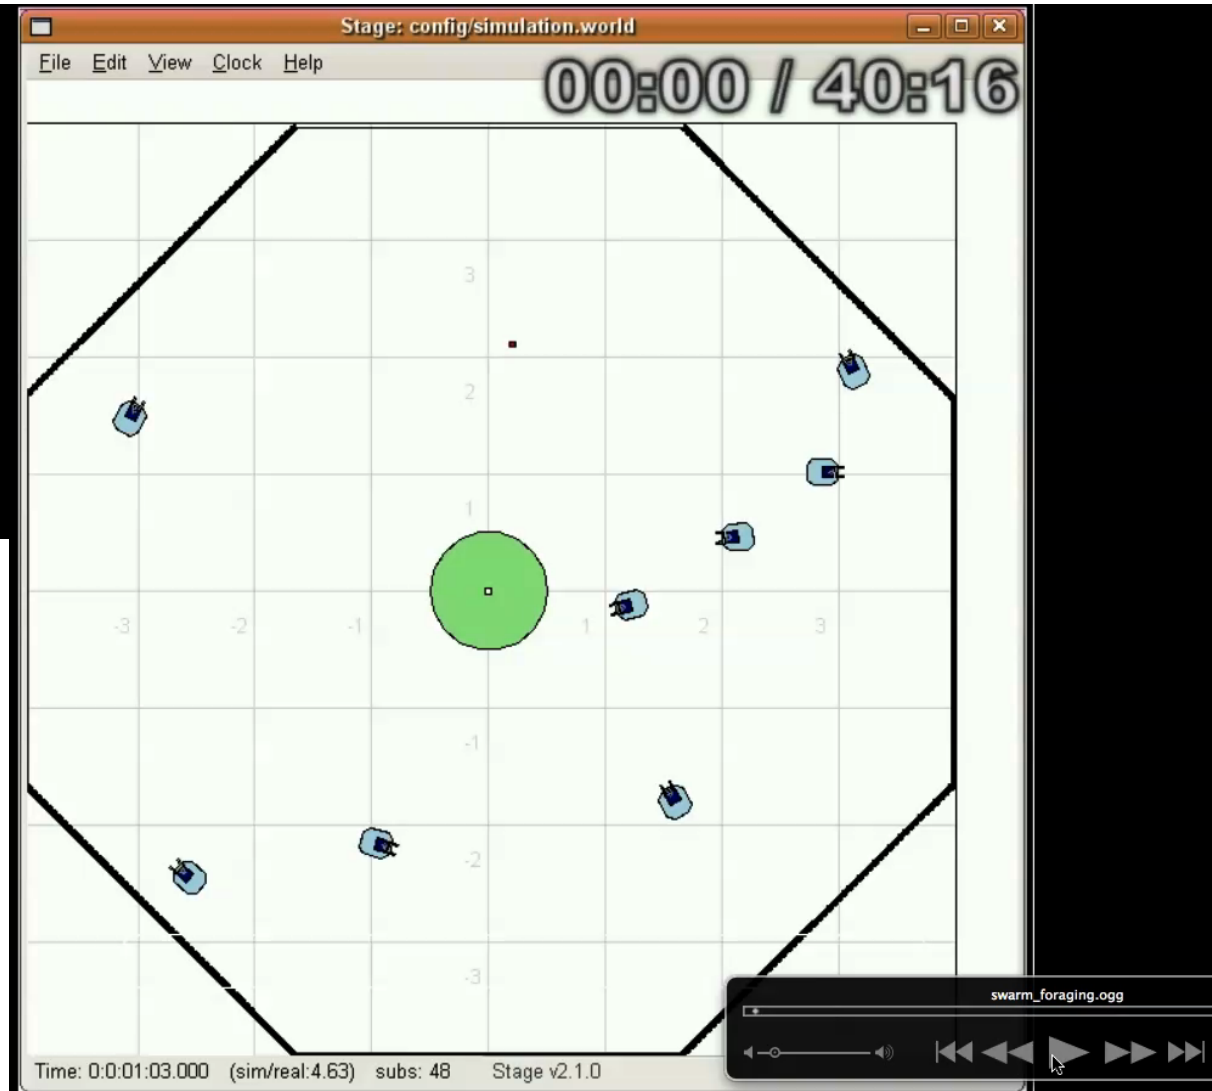 Stage: config/simulation.world
File Edit View Clock Help
00:00 / 40:16
3
2
1
-3 -2 -1 1 2 3
-1
-2
-3
swarm_foraging.ogg
Time: 0:0:01:03.000 (sim/real:4.63) subs: 48 Stage v2.1.0